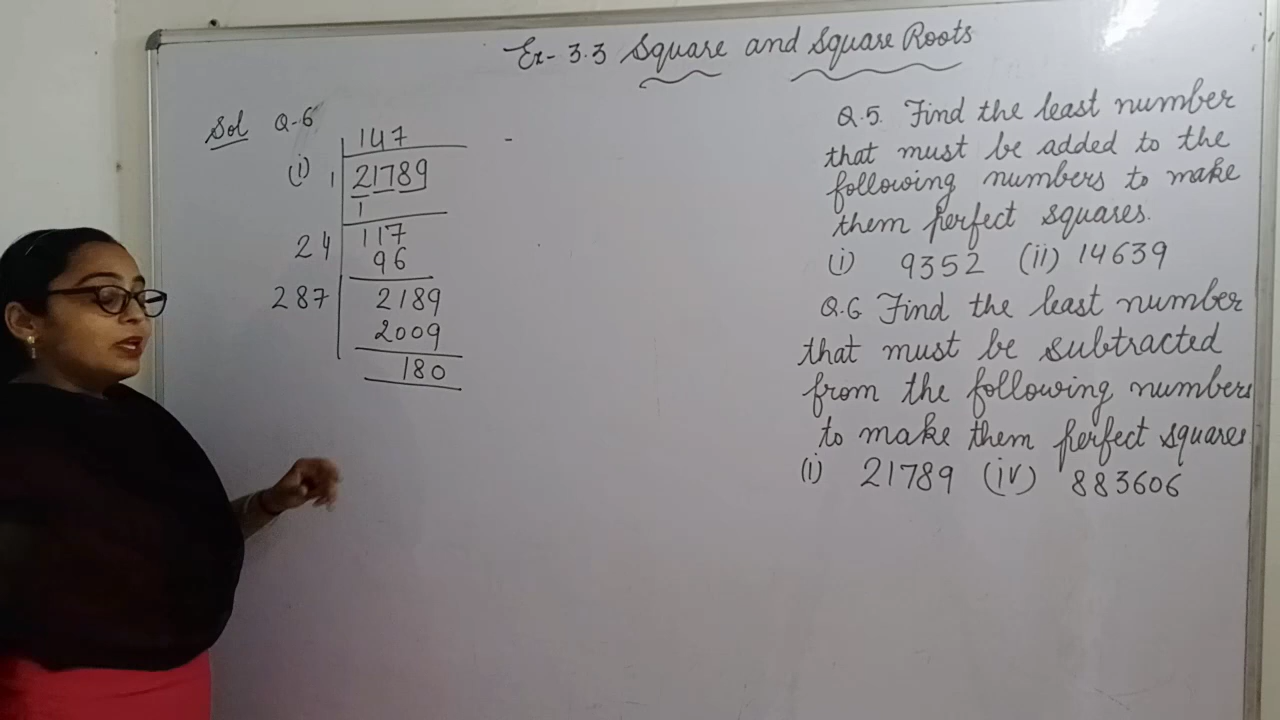 Ex- 3.3 Square and Square Roots
Sol Q-6
147
(i) 1 21789
1
24 117
96
287 2189
2009
180
Q.5. Find the least number
that must be added to the
following numbers to make
them perfect squares.
(i) 9352 (ii) 14639
Q.6 Find the least number
that must be subtracted
from the following numbers
to make them perfect squares
(i) 21789 (iv) 883606